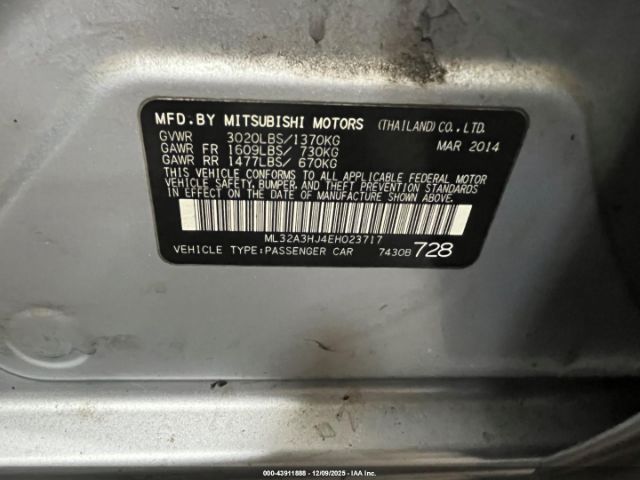 MFD. BY MITSUBISHI MOTORS (THAILAND) CO., LTD.
GVWR 3020LBS/1370KG MAR 2014
GAWR FR 1609LBS/ 730KG
GAWR RR 1477LBS/ 670KG
THIS VEHICLE CONFORMS TO ALL APPLICABLE FEDERAL MOTOR
VEHICLE SAFETY, BUMPER, AND THEFT PREVENTION STANDARDS
IN EFFECT ON THE DATE OF MANUFACTURE SHOWN ABOVE.
ML32A3HJ4EH023717
VEHICLE TYPE:PASSENGER CAR 7430B 728
000-43911888 - 12/09/2025 - IAA Inc.